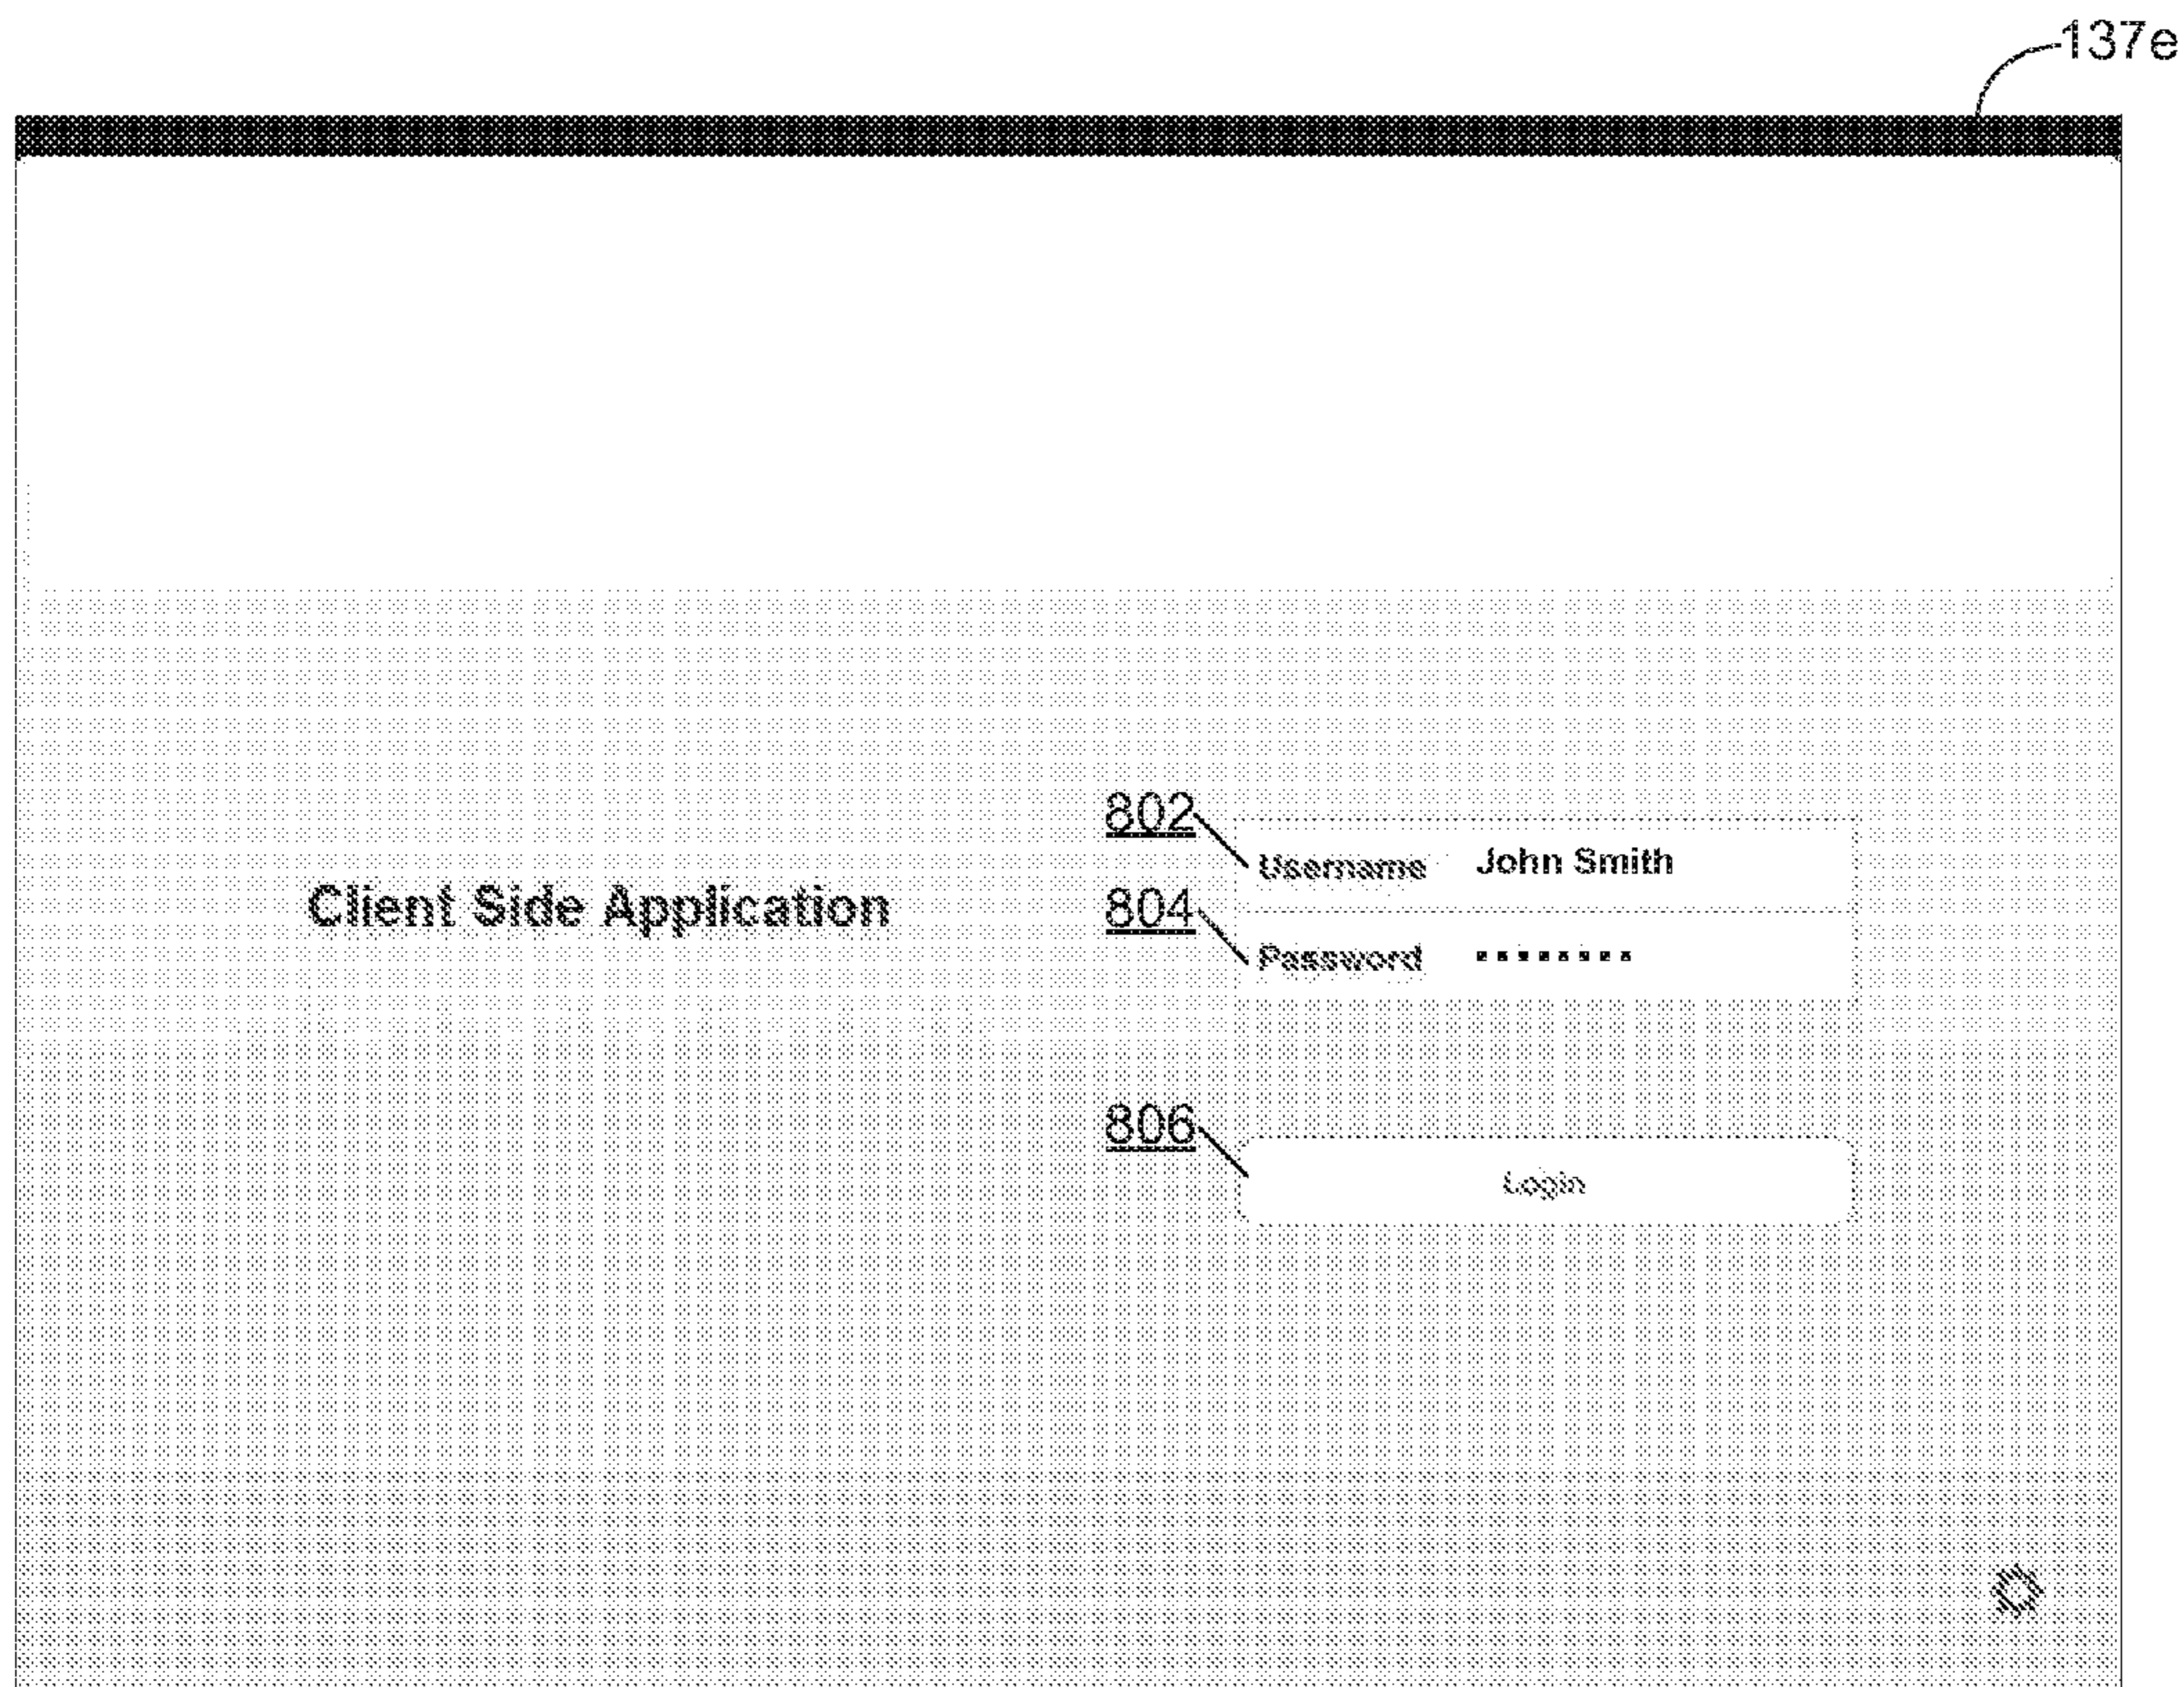 137e
802
Username John Smith
Client Side Application
804
Password ▪▪▪▪▪▪▪▪
806
Login